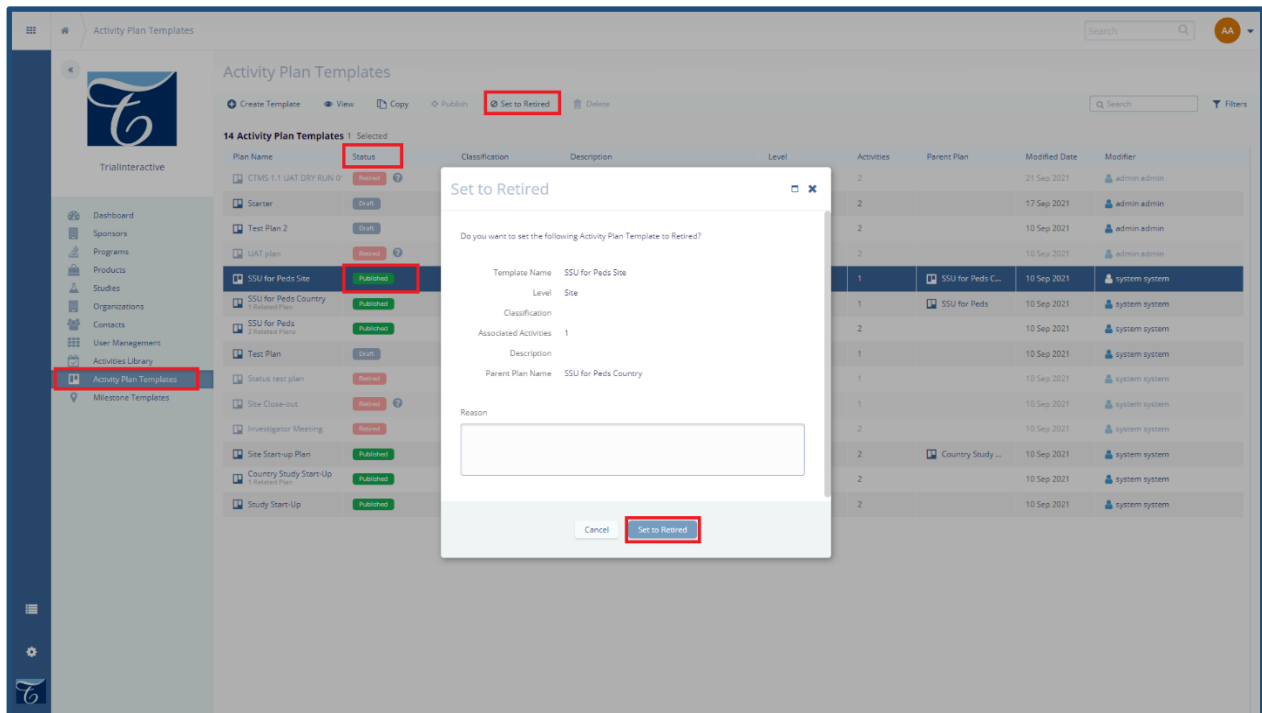 Activity Plan Templates
Search
AA
TrialInteractive
Dashboard
Sponsors
Programs
Products
Studies
Organizations
Contacts
User Management
Activities Library
Activity Plan Templates
Milestone Templates
Activity Plan Templates
Create Template View Copy Publish Set to Retired Delete
Search
Filters
14 Activity Plan Templates 1 Selected
Plan Name Status Classification Description Level Activities Parent Plan Modified Date Modifier
CTMS 1.1 UAT DRY RUN 0 Retired 2 21 Sep 2021 admin admin
Starter Draft 2 17 Sep 2021 admin admin
Test Plan 2 Draft 2 10 Sep 2021 admin admin
UAT plan Retired 2 10 Sep 2021 admin admin
SSU for Peds Site Published 1 SSU for Peds C... 10 Sep 2021 system system
SSU for Peds Country Published 1 SSU for Peds 10 Sep 2021 system system
1 Related Plan
SSU for Peds Published 2 10 Sep 2021 system system
2 Related Plans
Test Plan Draft 1 10 Sep 2021 system system
Status test plan Retired 1 10 Sep 2021 system system
Site Close-out Retired 1 10 Sep 2021 system system
Investigator Meeting Retired 2 10 Sep 2021 system system
Site Start-up Plan Published 2 Country Study ... 10 Sep 2021 system system
Country Study Start-Up Published 2 10 Sep 2021 system system
1 Related Plan
Study Start-Up Published 2 10 Sep 2021 system system
Set to Retired
Do you want to set the following Activity Plan Template to Retired?
Template Name SSU for Peds Site
Level Site
Classification
Associated Activities 1
Description
Parent Plan Name SSU for Peds Country
Reason
Cancel Set to Retired